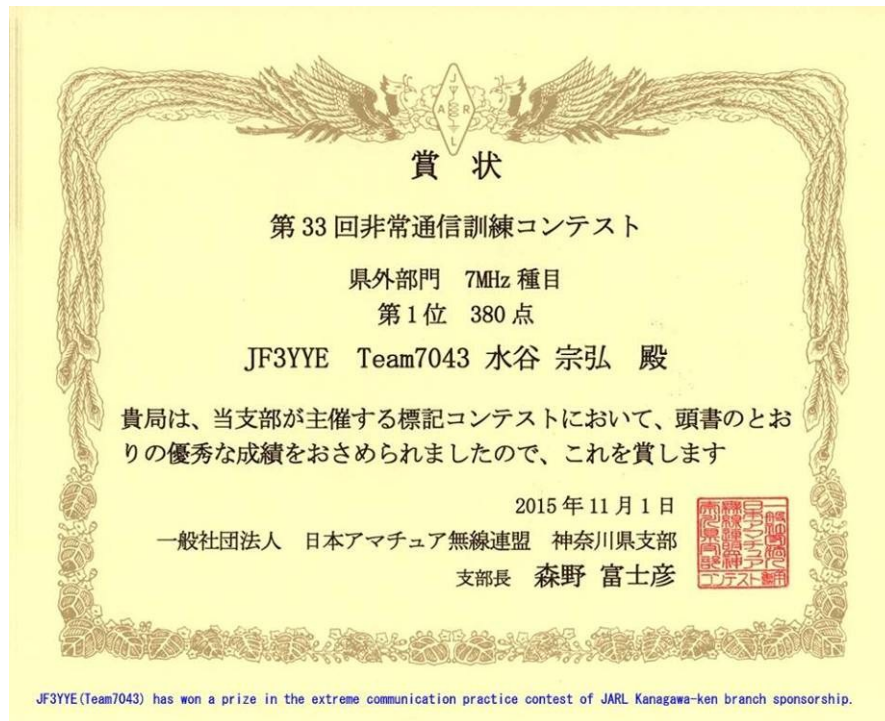 J
A R
L
賞 状
第33回非常通信訓練コンテスト
県外部門 7MHz 種目
第1位 380点
JF3YYE Team7043 水谷 宗弘 殿
貴局は、当支部が主催する標記コンテストにおいて、頭書のとお
りの優秀な成績をおさめられましたので、これを賞します
2015年11月1日
一般社団法人 日本アマチュア無線連盟 神奈川県支部
支部長 森野 富士彦
JF3YYE(Team7043) has won a prize in the extreme communication practice contest of JARL Kanagawa-ken branch sponsorship.